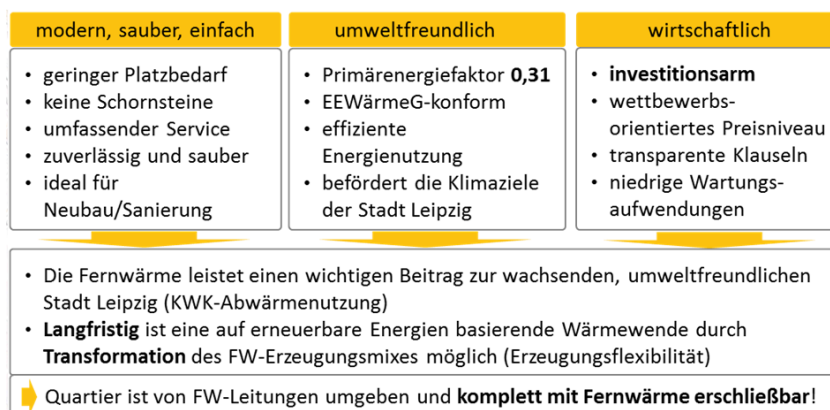 modern, sauber, einfach
• geringer Platzbedarf
• keine Schornsteine
• umfassender Service
• zuverlässig und sauber
• ideal für
Neubau/Sanierung
umweltfreundlich
• Primärenergiefaktor 0,31
• EEWärmeG-konform
• effiziente
Energienutzung
• befördert die Klimaziele
der Stadt Leipzig
wirtschaftlich
• investitionsarm
• wettbewerbs-
orientiertes Preisniveau
• transparente Klauseln
• niedrige Wartungs-
aufwendungen
• Die Fernwärme leistet einen wichtigen Beitrag zur wachsenden, umweltfreundlichen
Stadt Leipzig (KWK-Abwärmenutzung)
• Langfristig ist eine auf erneuerbare Energien basierende Wärmewende durch
Transformation des FW-Erzeugungsmixes möglich (Erzeugungsflexibilität)
Quartier ist von FW-Leitungen umgeben und komplett mit Fernwärme erschließbar!